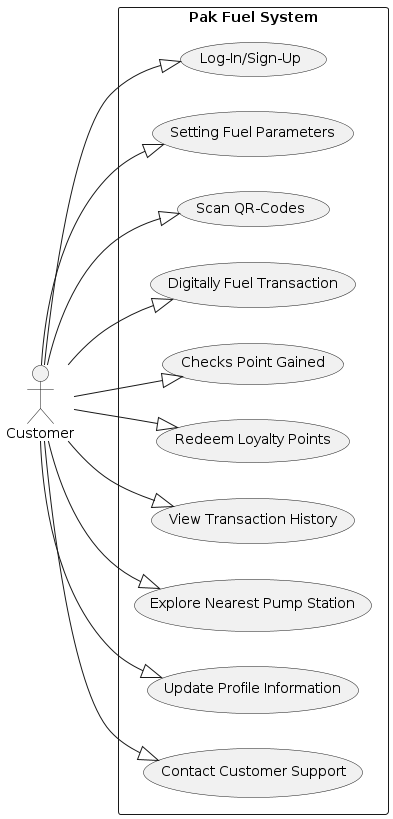 Pak Fuel System
Log-In/Sign-Up
Setting Fuel Parameters
Scan QR-Codes
Digitally Fuel Transaction
Checks Point Gained
Customer
Redeem Loyalty Points
View Transaction History
Explore Nearest Pump Station
Update Profile Information
Contact Customer Support